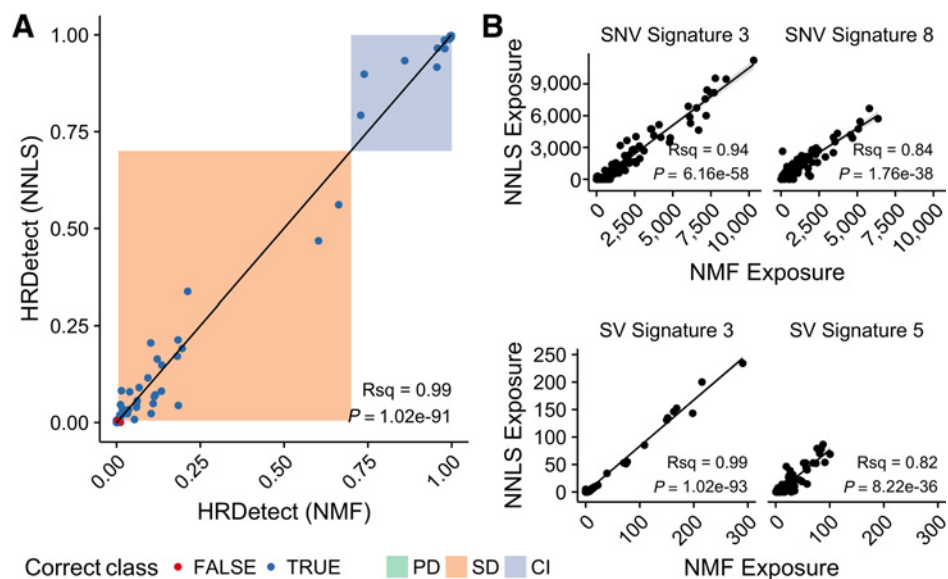 A
HRDetect (NNLS)
1.00
0.75
0.50
0.25
0.00
Rsq = 0.99
P = 1.02e-91
0.00
0.25
0.50
0.75
1.00
HRDetect (NMF)
B
SNV Signature 3
SNV Signature 8
NNLS Exposure
9,000
6,000
3,000
0
Rsq = 0.94
P = 6.16e-58
Rsq = 0.84
P = 1.76e-38
0
2,500
5,000
7,500
10,000
0
2,500
5,000
7,500
10,000
NMF Exposure
SV Signature 3
SV Signature 5
NNLS Exposure
250
200
150
100
50
0
Rsq = 0.99
P = 1.02e-93
Rsq = 0.82
P = 8.22e-36
0
100
200
300
0
100
200
300
NMF Exposure
Correct class FALSE TRUE PD SD CI